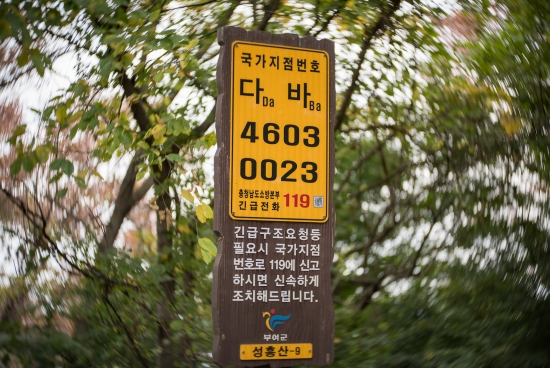 국가지점번호
다Da 바Ba
4603
0023
충청남도소방본부
긴급전화 119
긴급구조요청등
필요시 국가지점
번호로 119에 신고
하시면 신속하게
조치해드립니다.
부여군
성흥산-9